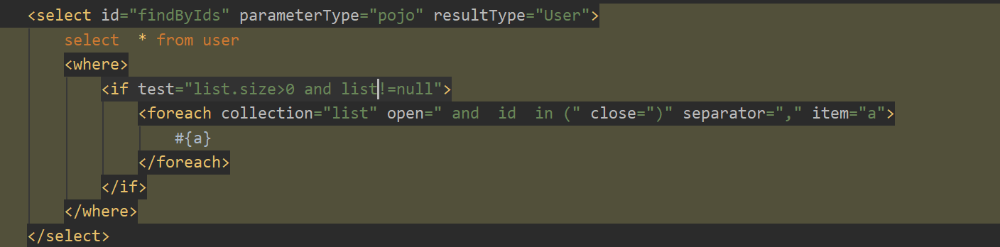 <select id="findByIds" parameterType="pojo" resultType="User">
select  * from user
<where>
<if test="list.size>0 and list!=null">
<foreach collection="list" open=" and  id  in (" close=")" separator="," item="a">
#{a}
</foreach>
</if>
</where>
</select>